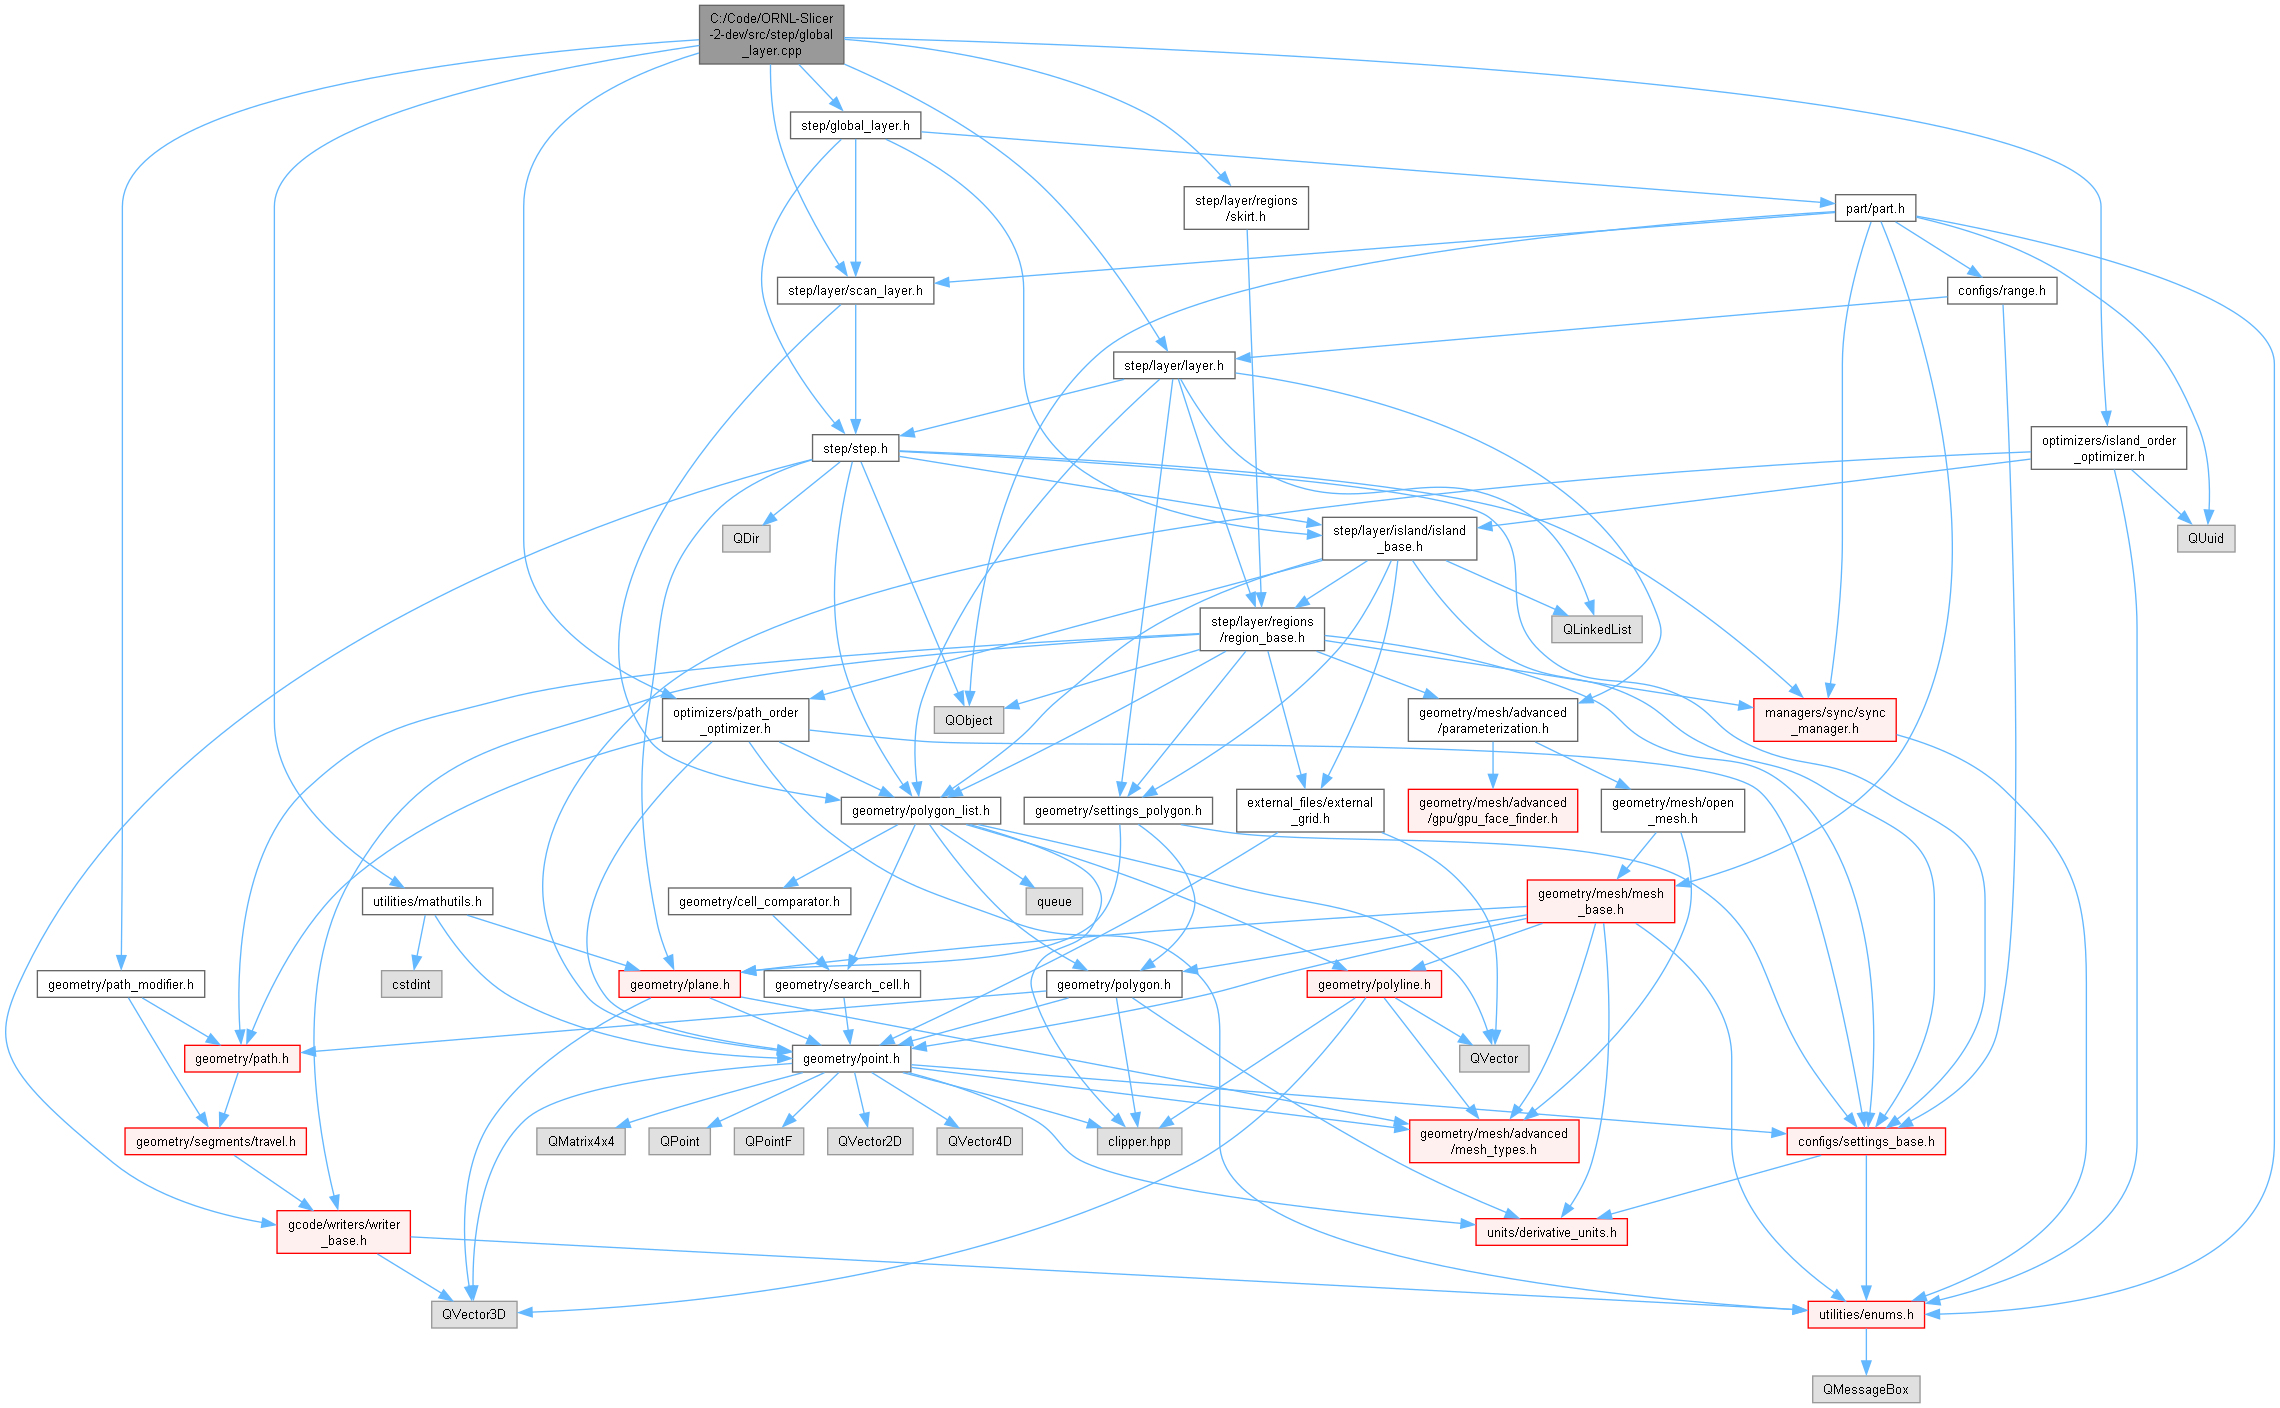 C:/Code/ORNL-Slicer
-2-dev/src/step/global
_layer.cpp
step/global_layer.h
step/layer/regions
/skirt.h
part/part.h
step/layer/scan_layer.h
configs/range.h
step/layer/layer.h
step/step.h
optimizers/island_order
_optimizer.h
QDir
step/layer/island/island
_base.h
QUuid
step/layer/regions
/region_base.h
QLinkedList
optimizers/path_order
_optimizer.h
QObject
geometry/mesh/advanced
/parameterization.h
managers/sync/sync
_manager.h
geometry/polygon_list.h
geometry/settings_polygon.h
external_files/external
_grid.h
geometry/mesh/advanced
/gpu/gpu_face_finder.h
geometry/mesh/open
_mesh.h
utilities/mathutils.h
geometry/cell_comparator.h
queue
geometry/mesh/mesh
_base.h
geometry/path_modifier.h
cstdint
geometry/plane.h
geometry/search_cell.h
geometry/polygon.h
geometry/polyline.h
geometry/path.h
geometry/point.h
QVector
geometry/segments/travel.h
QMatrix4x4
QPoint
QPointF
QVector2D
QVector4D
clipper.hpp
geometry/mesh/advanced
/mesh_types.h
configs/settings_base.h
gcode/writers/writer
_base.h
units/derivative_units.h
QVector3D
utilities/enums.h
QMessageBox